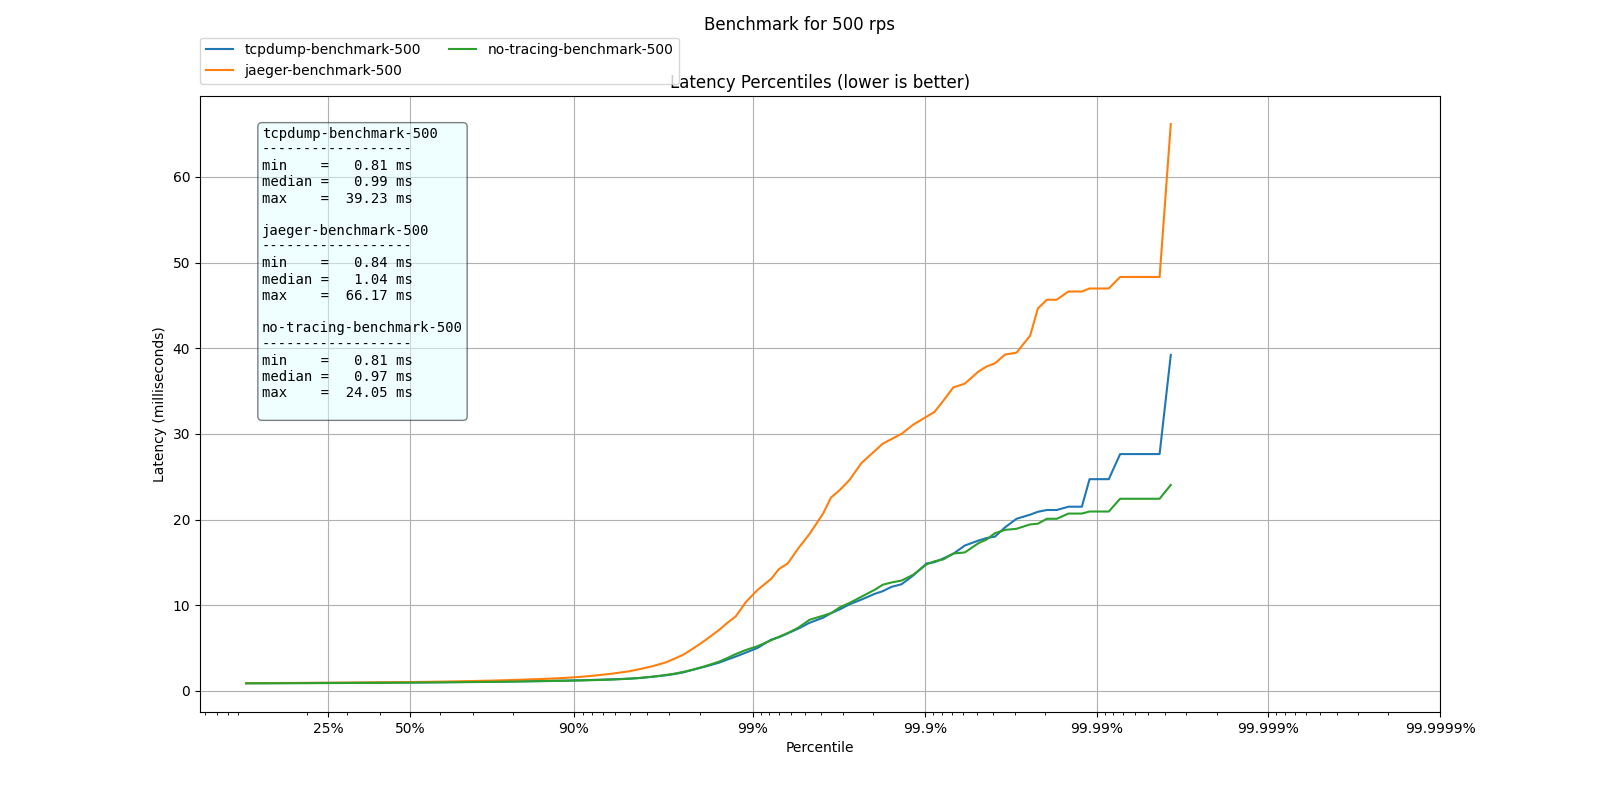 Benchmark for 500 rps
tcpdump-benchmark-500
no-tracing-benchmark-500
jaeger-benchmark-500
Latency Percentiles (lower is better)
tcpdump-benchmark-500
------------------
min    =   0.81 ms
median =   0.99 ms
max    =  39.23 ms
jaeger-benchmark-500
------------------
min    =   0.84 ms
median =   1.04 ms
max    =  66.17 ms
no-tracing-benchmark-500
------------------
min    =   0.81 ms
median =   0.97 ms
max    =  24.05 ms
Latency (milliseconds)
60
50
40
30
20
10
0
25% 50% 90% 99% 99.9% 99.99% 99.999% 99.9999%
Percentile